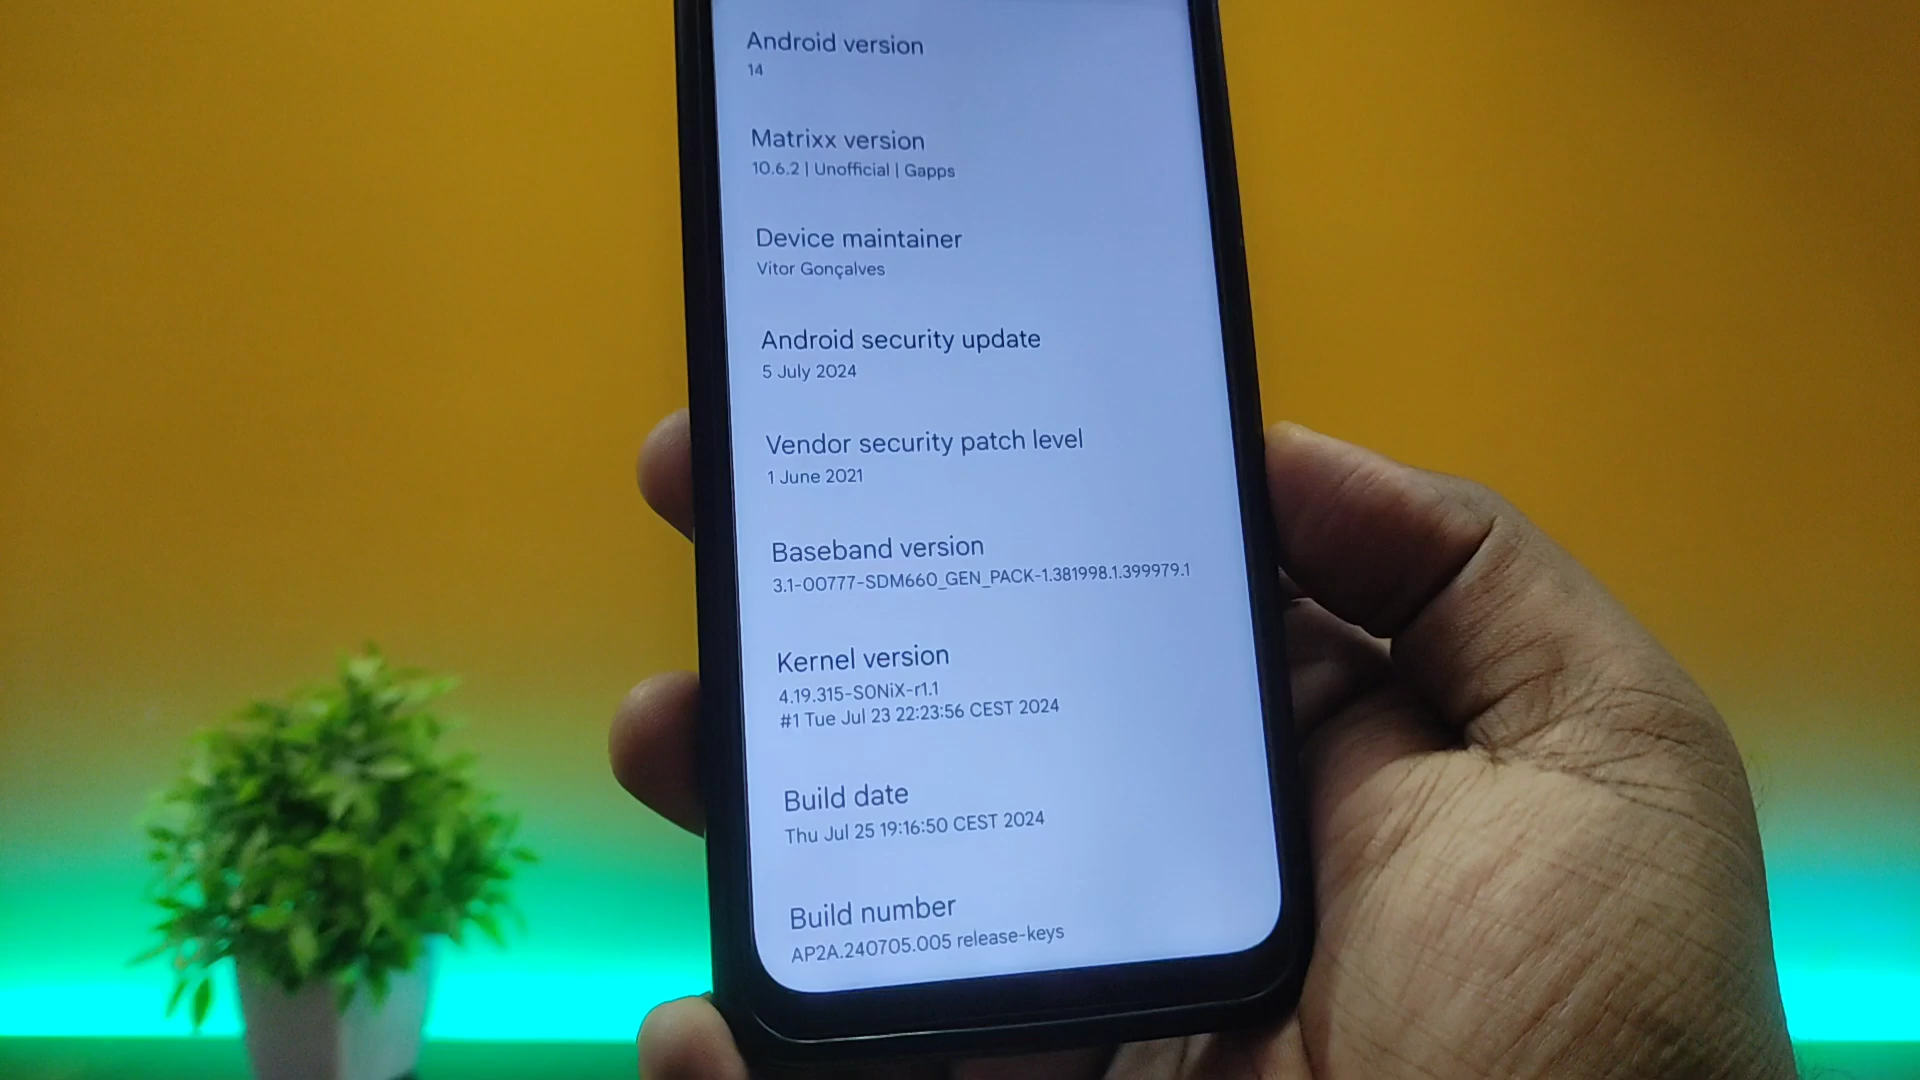 Android version
14
Matrixx version
10.6.2 | Unofficial | Gapps
Device maintainer
Vitor Gonçalves
Android security update
5 July 2024
Vendor security patch level
1 June 2021
Baseband version
3.1-00777-SDM660_GEN_PACK-1.381998.1.399979.1
Kernel version
4.19.315-SONiX-r1.1
#1 Tue Jul 23 22:23:56 CEST 2024
Build date
Thu Jul 25 19:16:50 CEST 2024
Build number
AP2A.240705.005 release-keys